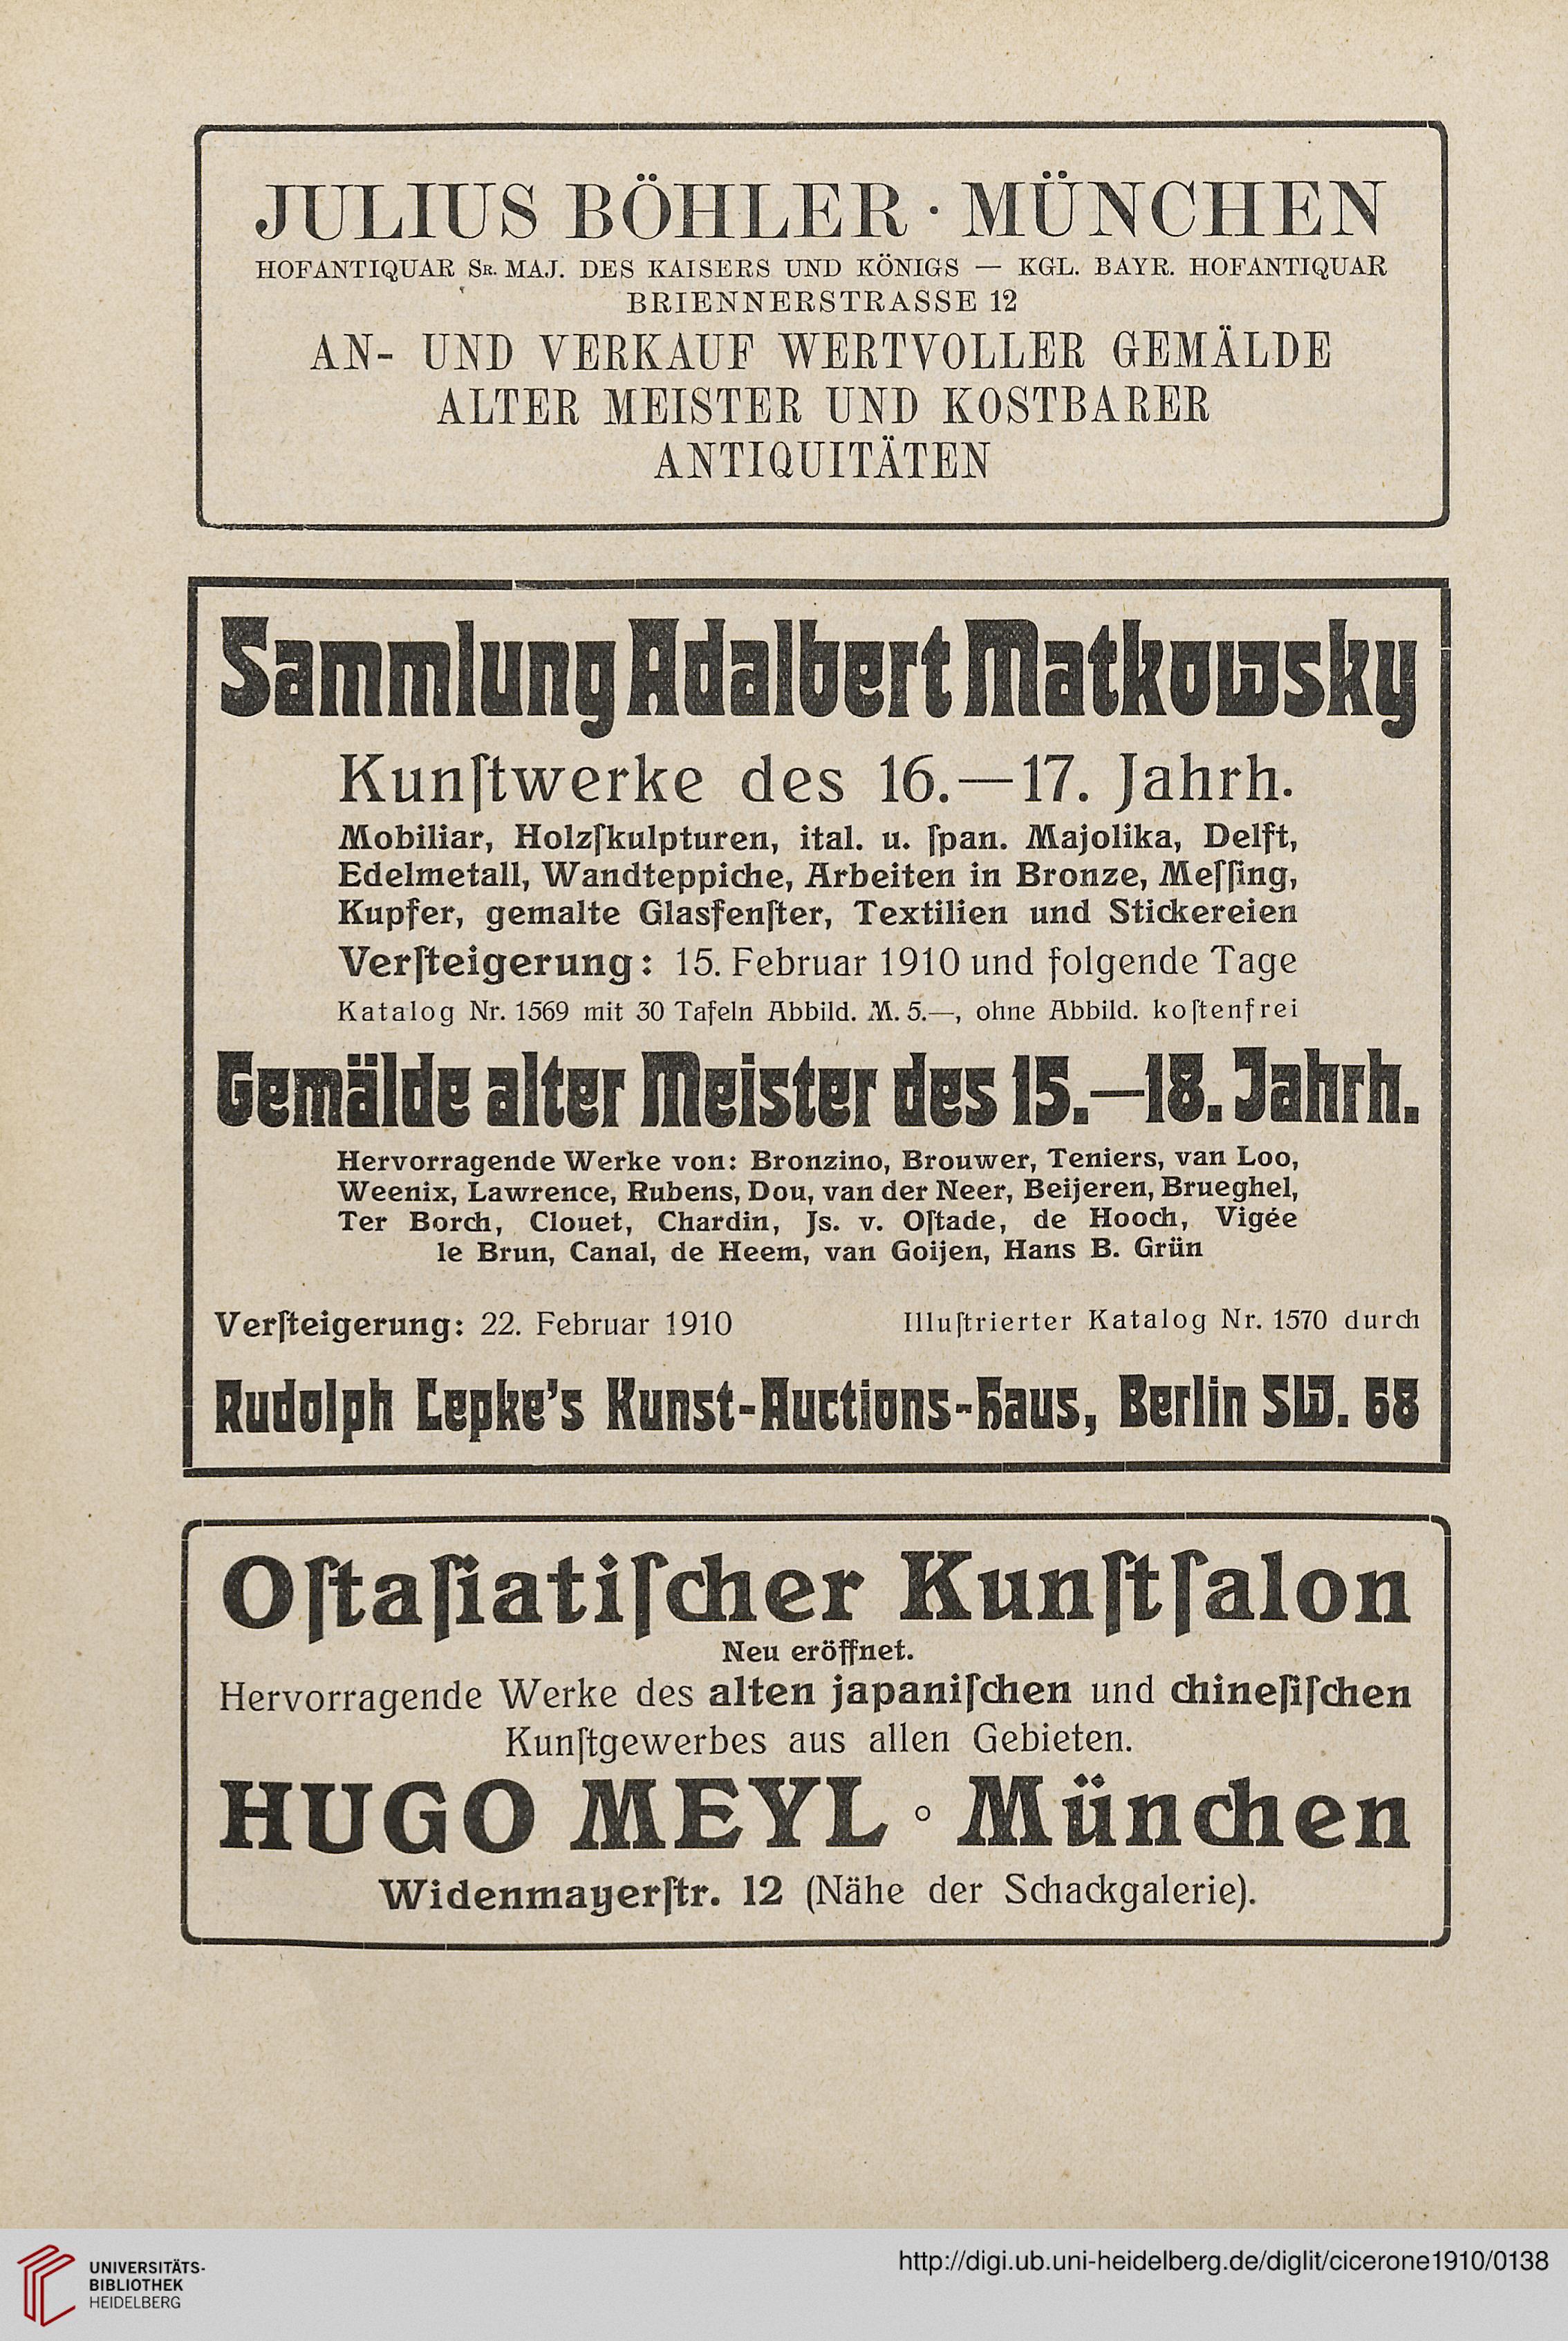 JULIUS BÖHLER · MÜNCHEN
HOFANTIQUAR SR. MAJ. DES KAISERS UND KÖNIGS — KGL. BAYR. HOFANTIQUAR
BRIENNERSTRASSE 12
AN- UND VERKAUF WERTVOLLER GEMÄLDE
ALTER MEISTER UND KOSTBARER
ANTIQUITÄTEN
Sammlung Adalbert Matkowsky
Kunſtwerke des 16.—17. Jahrh.
Mobiliar, Holzſkulpturen, ital. u. ſpan. Majolika, Delft,
Edelmetall, Wandteppiche, Arbeiten in Bronze, Meſſing,
Kupfer, gemalte Glasfenſter, Textilien und Stickereien
Verſteigerung: 15. Februar 1910 und folgende Tage
Katalog Nr. 1569 mit 30 Tafeln Abbild. M. 5.—, ohne Abbild. koſtenfrei
Gemälde alter Meister des 15.—18. Jahrh.
Hervorragende Werke von: Bronzino, Brouwer, Teniers, van Loo,
Weenix, Lawrence, Rubens, Dou, van der Neer, Beijeren, Brueghel,
Ter Borch, Clouet, Chardin, Js. v. Oſtade, de Hooch, Vigée
le Brun, Canal, de Heem, van Goijen, Hans B. Grün
Verſteigerung: 22. Februar 1910 Illuſtrierter Katalog Nr. 1570 durch
Rudolph Lepke's Kunst-Auctions-Haus, Berlin SW. 68
Oſtaſiatiſcher Kunſtſalon
Neu eröffnet.
Hervorragende Werke des alten japaniſchen und chineſiſchen
Kunſtgewerbes aus allen Gebieten.
HUGO MEYL ◦ München
Widenmayerſtr. 12 (Nähe der Schackgalerie).
UNIVERSITÄTS-
BIBLIOTHEK
HEIDELBERG
http://digi.ub.uni-heidelberg.de/diglit/cicerone1910/0138